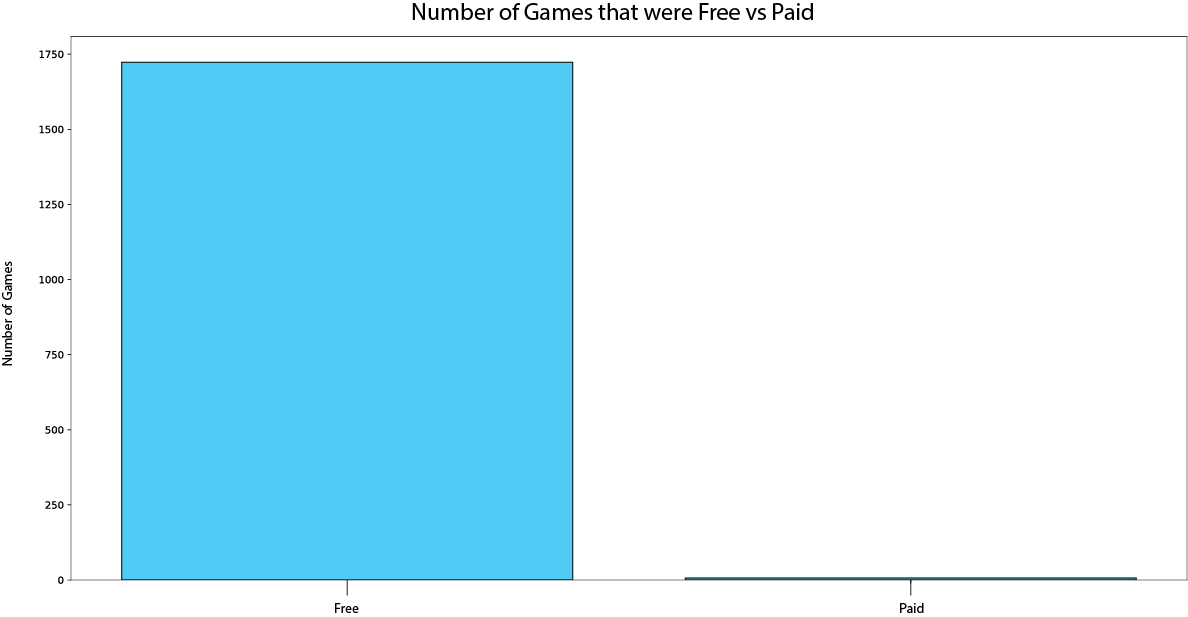 Number of Games that were Free vs Paid
Number of Games
1750
1500
1250
1000
750
500
250
0
Free
Paid